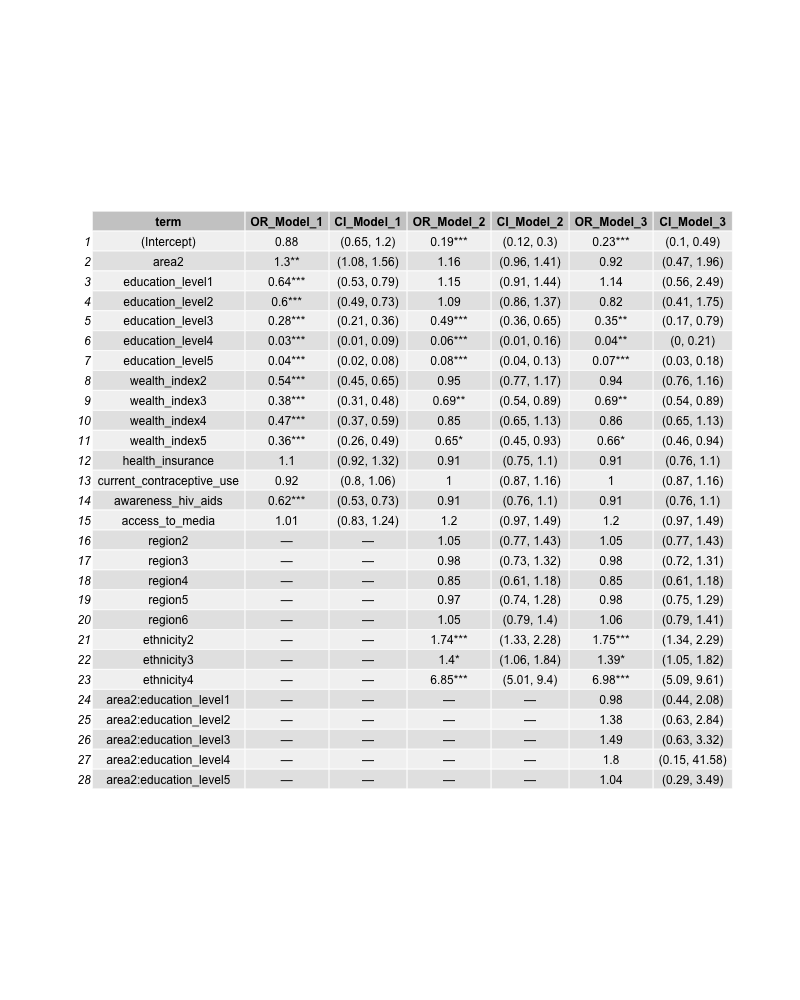 term OR_Model_1 CI_Model_1 OR_Model_2 CI_Model_2 OR_Model_3 CI_Model_3
1 (Intercept) 0.88 (0.65, 1.2) 0.19*** (0.12, 0.3) 0.23*** (0.1, 0.49)
2 area2 1.3** (1.08, 1.56) 1.16 (0.96, 1.41) 0.92 (0.47, 1.96)
3 education_level1 0.64*** (0.53, 0.79) 1.15 (0.91, 1.44) 1.14 (0.56, 2.49)
4 education_level2 0.6*** (0.49, 0.73) 1.09 (0.86, 1.37) 0.82 (0.41, 1.75)
5 education_level3 0.28*** (0.21, 0.36) 0.49*** (0.36, 0.65) 0.35** (0.17, 0.79)
6 education_level4 0.03*** (0.01, 0.09) 0.06*** (0.01, 0.16) 0.04** (0, 0.21)
7 education_level5 0.04*** (0.02, 0.08) 0.08*** (0.04, 0.13) 0.07*** (0.03, 0.18)
8 wealth_index2 0.54*** (0.45, 0.65) 0.95 (0.77, 1.17) 0.94 (0.76, 1.16)
9 wealth_index3 0.38*** (0.31, 0.48) 0.69** (0.54, 0.89) 0.69** (0.54, 0.89)
10 wealth_index4 0.47*** (0.37, 0.59) 0.85 (0.65, 1.13) 0.86 (0.65, 1.13)
11 wealth_index5 0.36*** (0.26, 0.49) 0.65* (0.45, 0.93) 0.66* (0.46, 0.94)
12 health_insurance 1.1 (0.92, 1.32) 0.91 (0.75, 1.1) 0.91 (0.76, 1.1)
13 current_contraceptive_use 0.92 (0.8, 1.06) 1 (0.87, 1.16) 1 (0.87, 1.16)
14 awareness_hiv_aids 0.62*** (0.53, 0.73) 0.91 (0.76, 1.1) 0.91 (0.76, 1.1)
15 access_to_media 1.01 (0.83, 1.24) 1.2 (0.97, 1.49) 1.2 (0.97, 1.49)
16 region2 — — 1.05 (0.77, 1.43) 1.05 (0.77, 1.43)
17 region3 — — 0.98 (0.73, 1.32) 0.98 (0.72, 1.31)
18 region4 — — 0.85 (0.61, 1.18) 0.85 (0.61, 1.18)
19 region5 — — 0.97 (0.74, 1.28) 0.98 (0.75, 1.29)
20 region6 — — 1.05 (0.79, 1.4) 1.06 (0.79, 1.41)
21 ethnicity2 — — 1.74*** (1.33, 2.28) 1.75*** (1.34, 2.29)
22 ethnicity3 — — 1.4* (1.06, 1.84) 1.39* (1.05, 1.82)
23 ethnicity4 — — 6.85*** (5.01, 9.4) 6.98*** (5.09, 9.61)
24 area2:education_level1 — — — — 0.98 (0.44, 2.08)
25 area2:education_level2 — — — — 1.38 (0.63, 2.84)
26 area2:education_level3 — — — — 1.49 (0.63, 3.32)
27 area2:education_level4 — — — — 1.8 (0.15, 41.58)
28 area2:education_level5 — — — — 1.04 (0.29, 3.49)